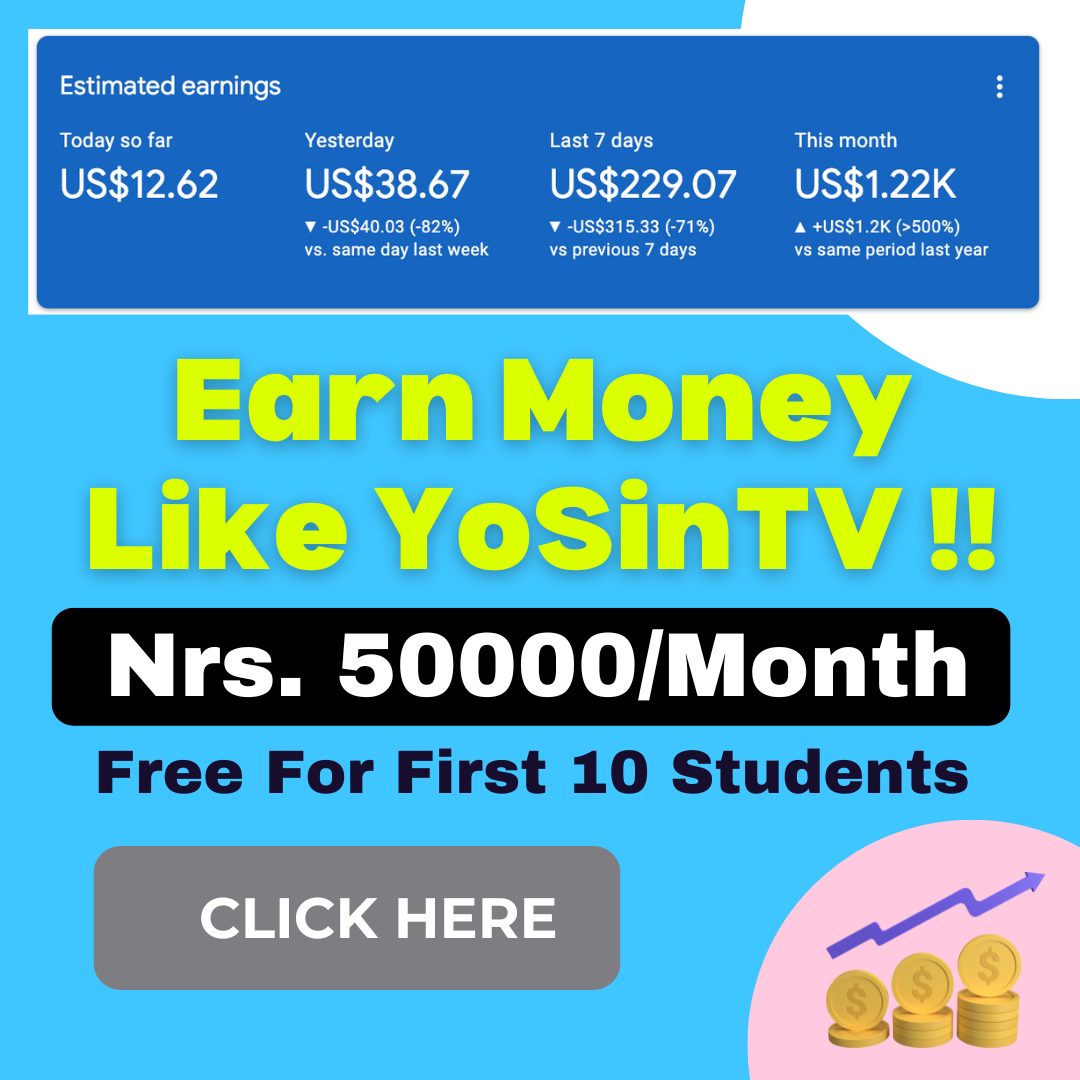 Estimated earnings
Today so far
US$12.62
Yesterday
US$38.67
▼ -US$40.03 (-82%)
vs. same day last week
Last 7 days
US$229.07
▼ -US$315.33 (-71%)
vs previous 7 days
This month
US$1.22K
▲ +US$1.2K (>500%)
vs same period last year
Earn Money
Like YoSinTV !!
Nrs. 50000/Month
Free For First 10 Students
CLICK HERE
$ $ $